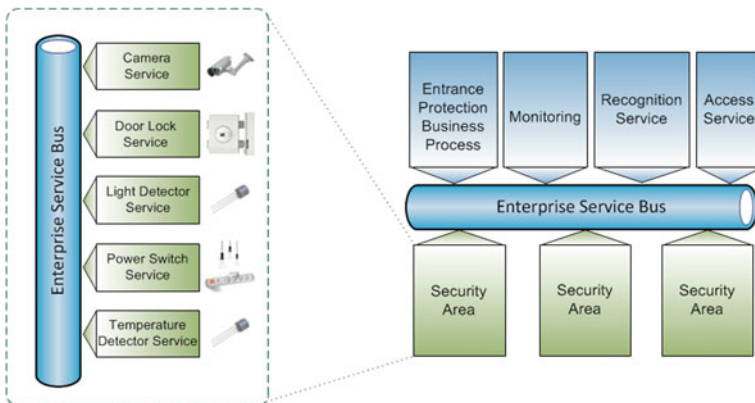 Enterprise Service Bus
Camera
Service
Door Lock
Service
Light Detector
Service
Power Switch
Service
Temperature
Detector Service
Entrance
Protection
Business
Process
Monitoring
Recognition
Service
Access
Service
Enterprise Service Bus
Security
Area
Security
Area
Security
Area